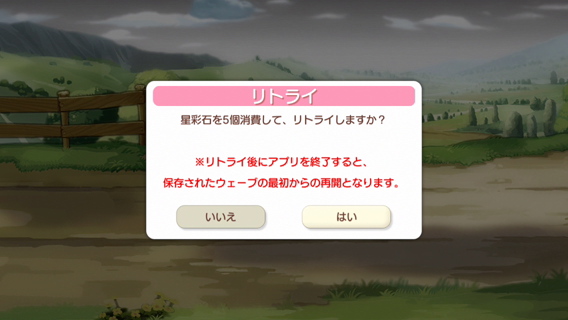 リトライ
星彩石を5個消費して、リトライしますか？
※リトライ後にアプリを終了すると、
保存されたウェーブの最初からの再開となります。
いいえ
はい